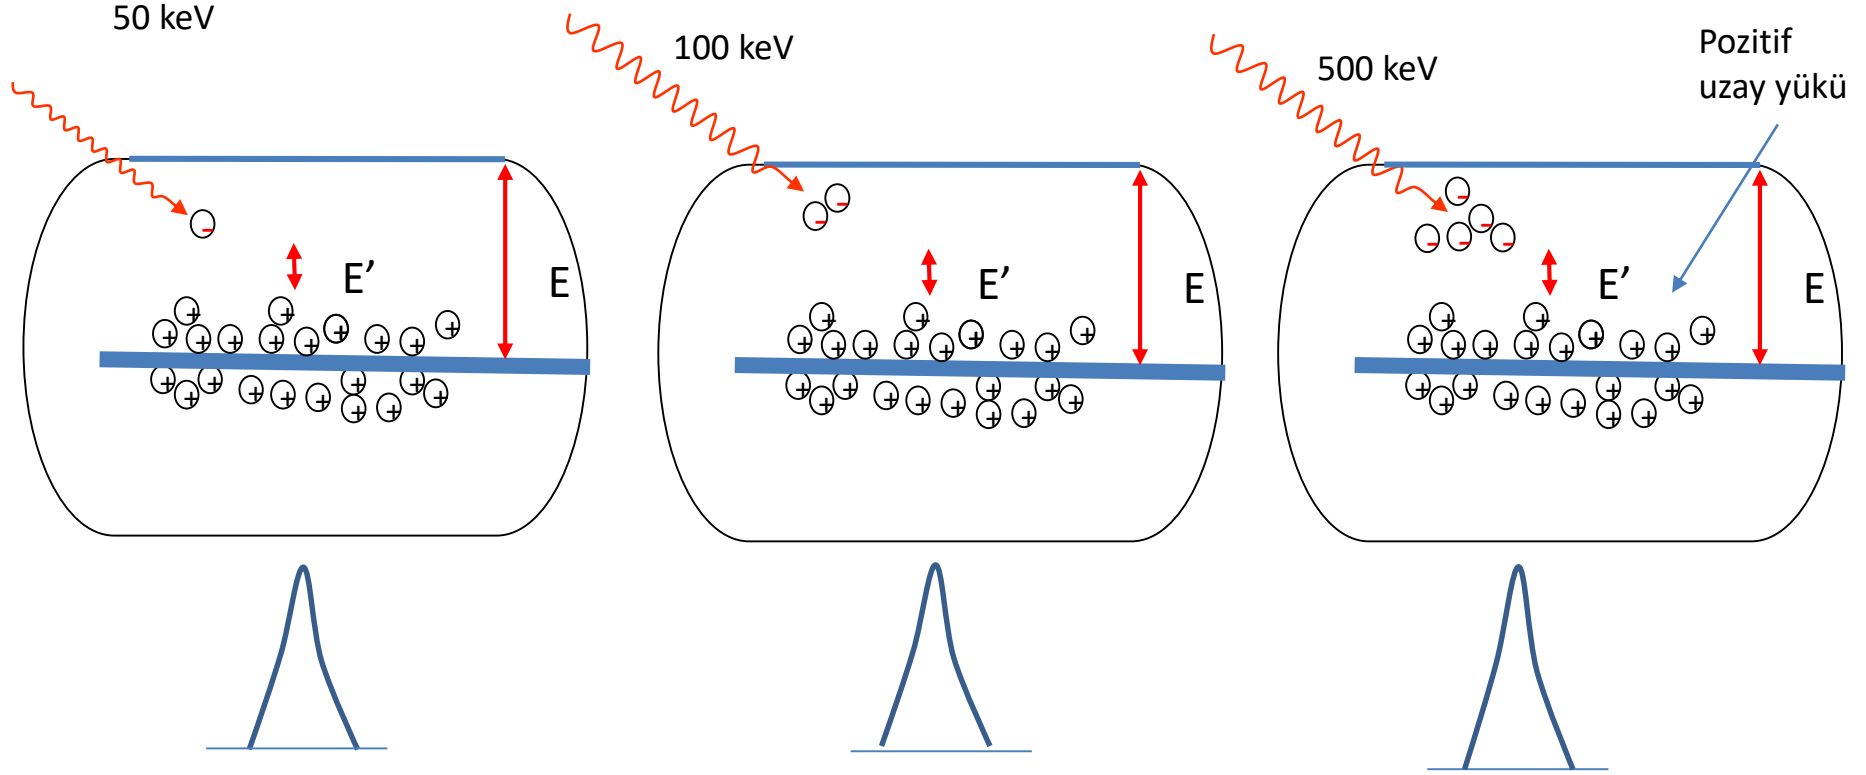 50 keV
100 keV
500 keV
Pozitif
uzay yükü
E’
E
E’
E
E’
E